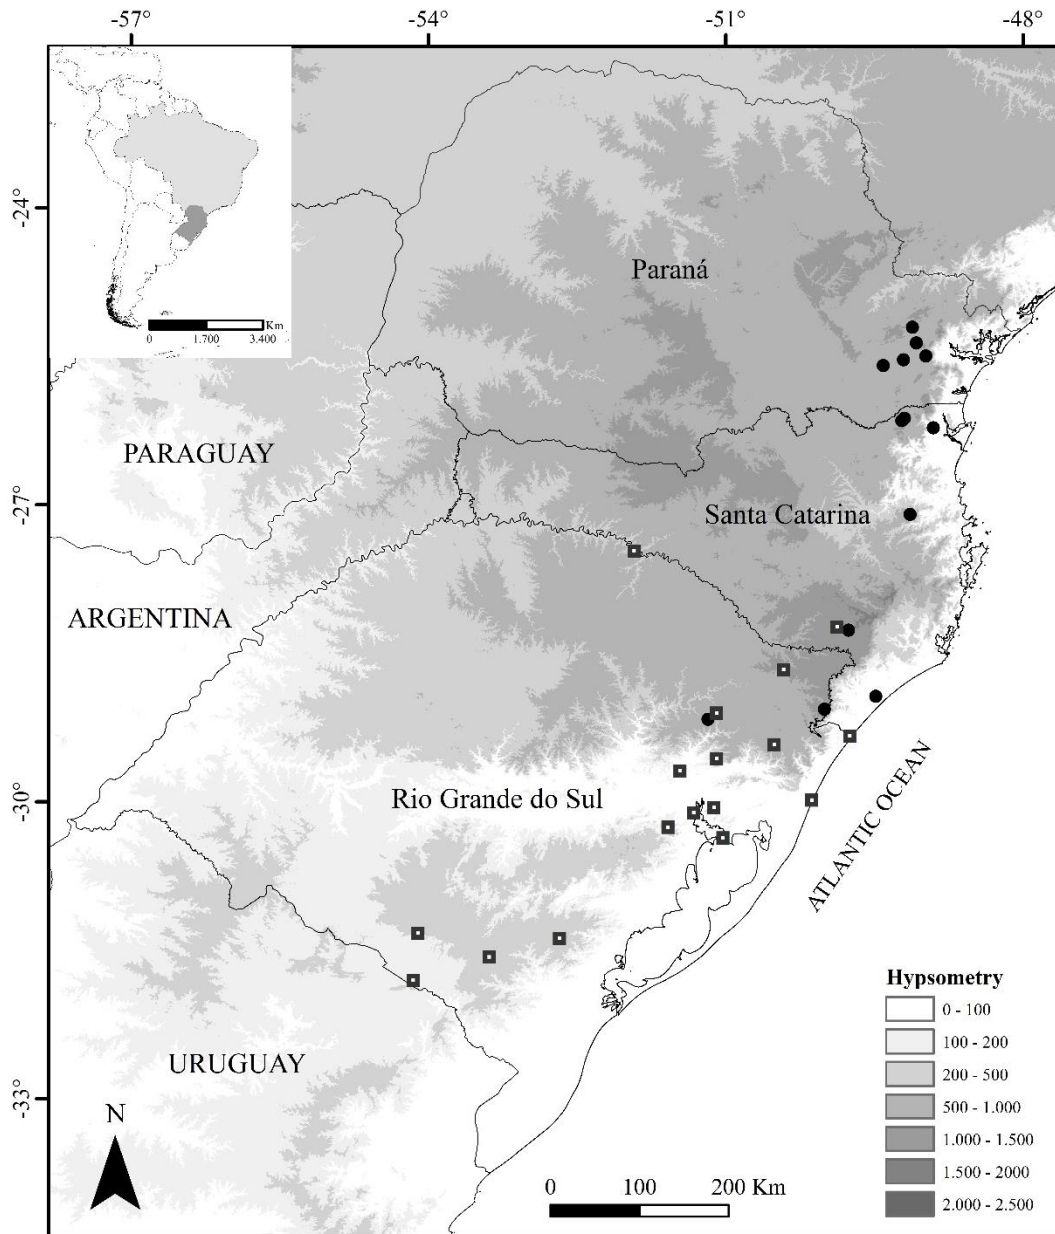 -57° -54° -51° -48°
Km
0 1.700 3.400
-24°
Paraná
PARAGUAY
-27°
Santa Catarina
ARGENTINA
-30°
Rio Grande do Sul
ATLANTIC OCEAN
Hypsometry
0 - 100
100 - 200
200 - 500
500 - 1.000
1.000 - 1.500
1.500 - 2000
2.000 - 2.500
URUGUAY
-33°
N
0 100 200 Km